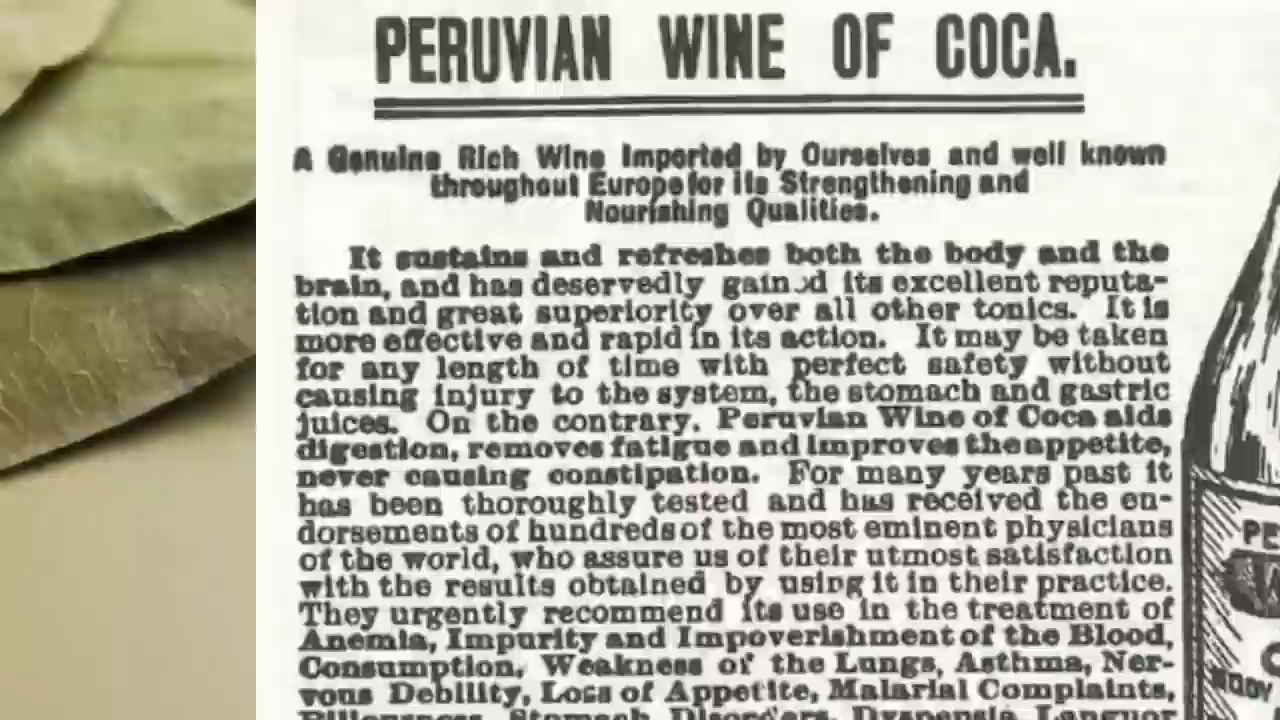 PERUVIAN WINE OF COCA.
A Genuine Rich Wine Imported by Ourselves and well known
throughout Europe for its Strengthening and
Nourishing Qualities.
It sustains and refreshes both the body and the
brain, and has deservedly gained its excellent reputa-
tion and great superiority over all other tonics. It is
more effective and rapid in its action. It may be taken
for any length of time with perfect safety without
causing injury to the system, the stomach and gastric
juices. On the contrary, Peruvian Wine of Coca aids
digestion, removes fatigue and improves the appetite,
never causing constipation. For many years past it
has been thoroughly tested and has received the en-
dorsements of hundreds of the most eminent physicians
of the world, who assure us of their utmost satisfaction
with the results obtained by using it in their practice.
They urgently recommend its use in the treatment of
Anemia, Impurity and Impoverishment of the Blood,
Consumption, Weakness of the Lungs, Asthma, Ner-
vous Debility, Loss of Appetite, Malarial Complaints,
Biliousness, Stomach Disorders, Dyspepsia, Languor
PE